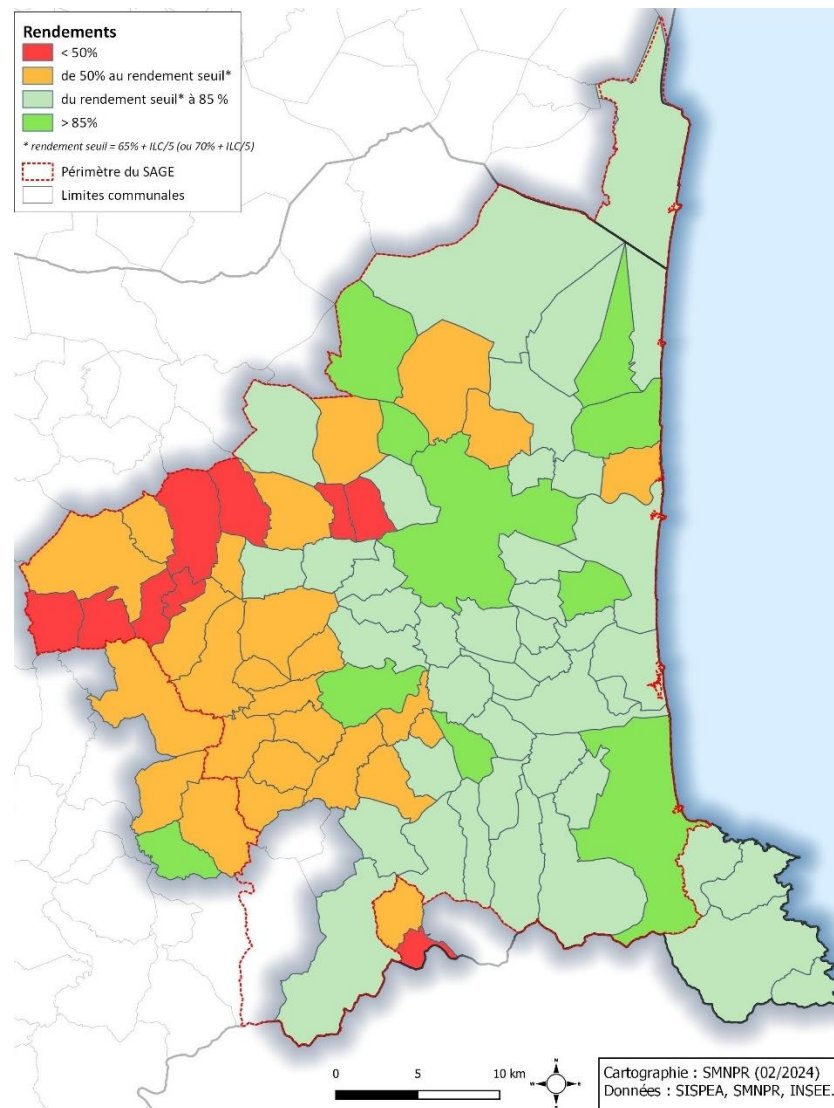 Rendements
< 50%
de 50% au rendement seuil*
du rendement seuil* à 85 %
> 85%
* rendement seuil = 65% + ILC/5 (ou 70% + ILC/5)
Périmètre du SAGE
Limites communales
0 5 10 km
N
W E
S
Cartographie : SMNPR (02/2024)
Données : SISPEA, SMNPR, INSEE.